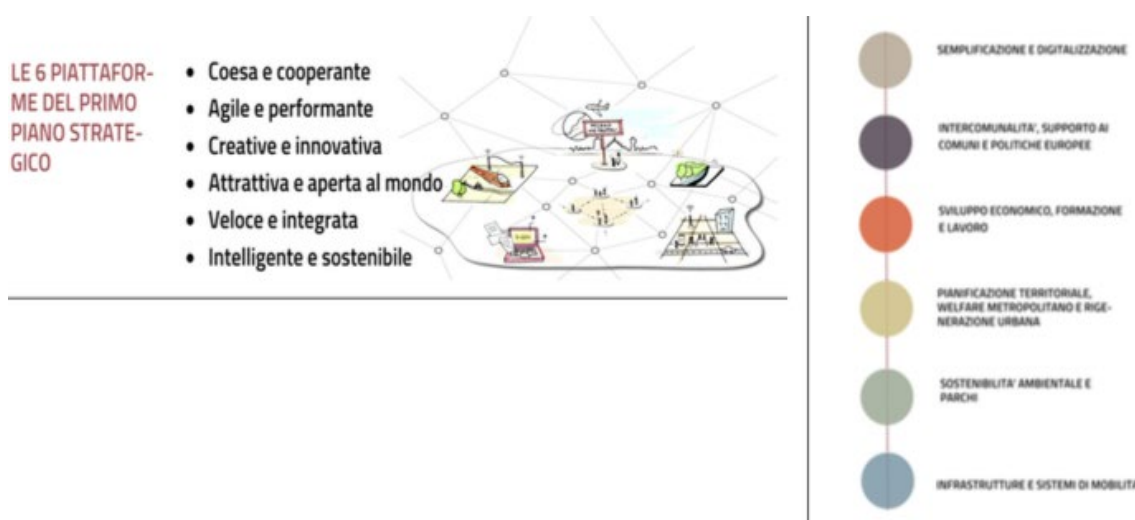 LE 6 PIATTAFOR-
ME DEL PRIMO
PIANO STRATE-
GICO
• Coesa e cooperante
• Agile e performante
• Creative e innovativa
• Attrattiva e aperta al mondo
• Veloce e integrata
• Intelligente e sostenibile
SEMPLIFICAZIONE E DIGITALIZZAZIONE
INTERCOMUNALITA', SUPPORTO AI
COMUNI E POLITICHE EUROPEE
SVILUPPO ECONOMICO, FORMAZIONE
E LAVORO
PIANIFICAZIONE TERRITORIALE,
WELFARE METROPOLITANO E RIGE-
NERAZIONE URBANA
SOSTENIBILITA' AMBIENTALE E
PARCHI
INFRASTRUTTURE E SISTEMI DI MOBILITA